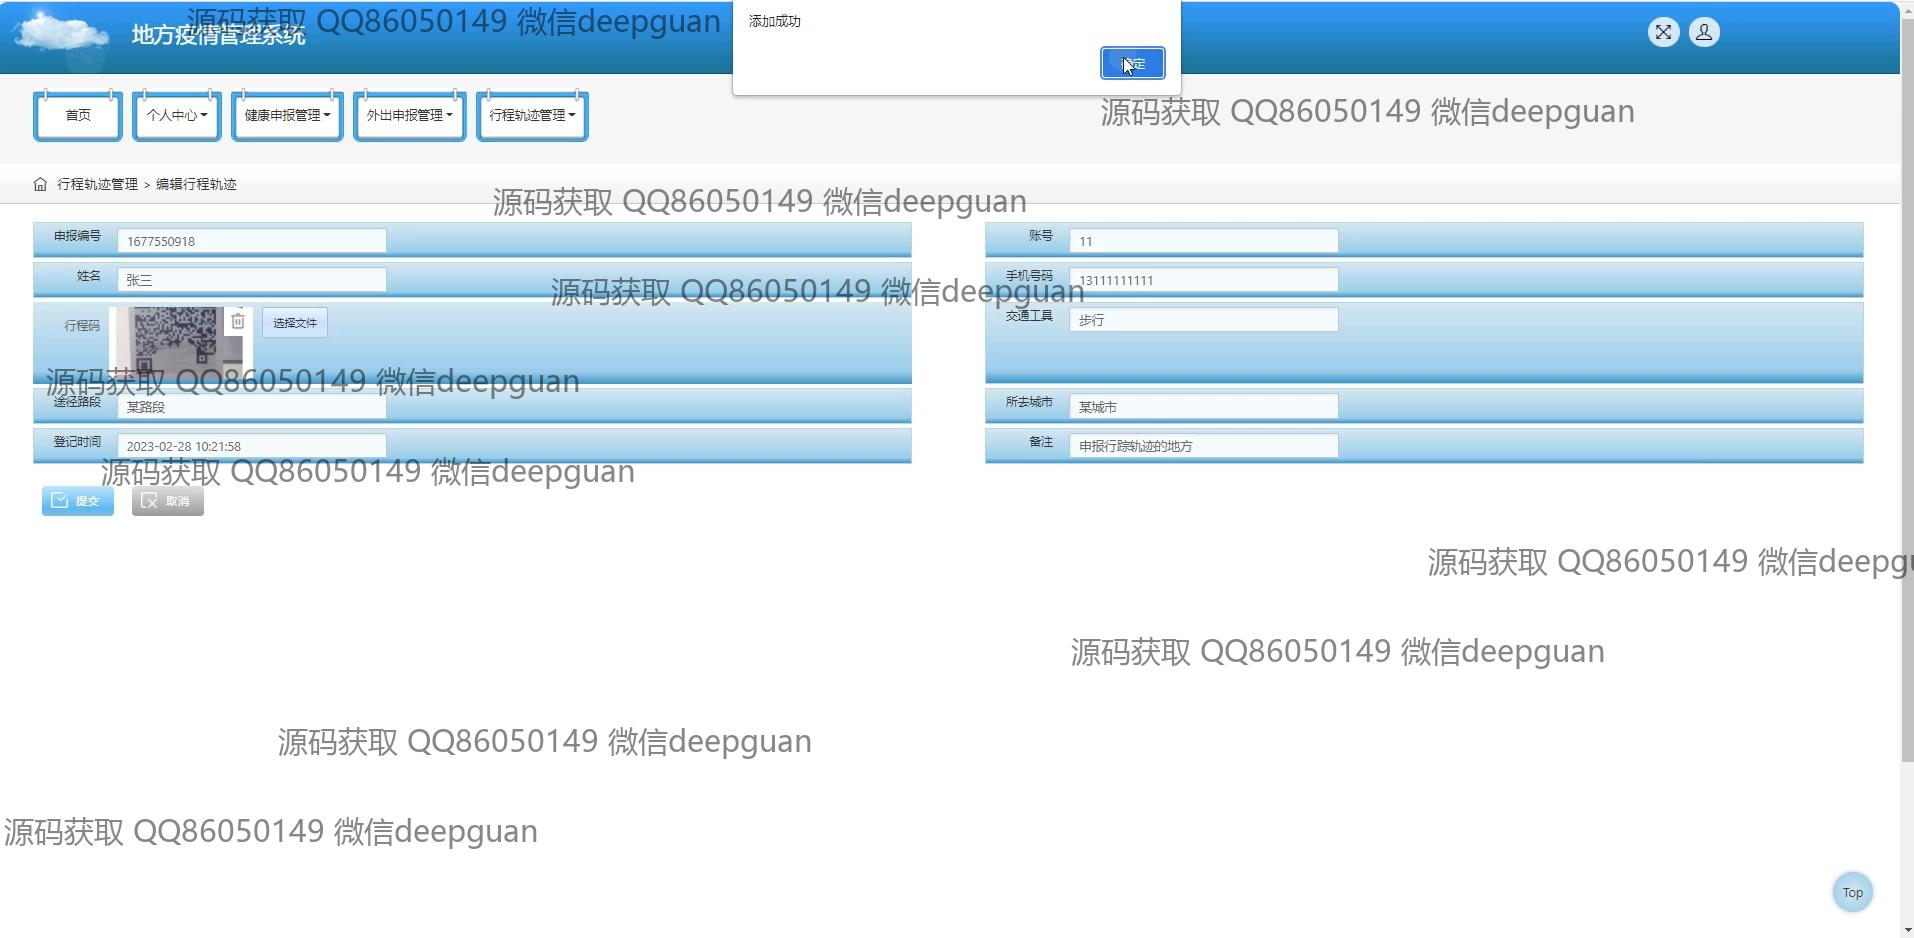 添加成功
源码获取 QQ86050149 微信deepguan
地方疫情管理系统
首页
个人中心
健康申报管理
外出申报管理
行程轨迹管理
源码获取 QQ86050149 微信deepguan
行程轨迹管理 > 编辑行程轨迹
源码获取 QQ86050149 微信deepguan
申报编号 1677550918
账号 11
姓名 张三
手机号码 13111111111
源码获取 QQ86050149 微信deepguan
行程码 选择文件
交通工具 步行
源码获取 QQ86050149 微信deepguan
途径路段 某路段
所去城市 某城市
登记时间 2023-02-28 10:21:58
备注 申报行踪轨迹的地方
源码获取 QQ86050149 微信deepguan
提交 取消
源码获取 QQ86050149 微信deepg
源码获取 QQ86050149 微信deepguan
源码获取 QQ86050149 微信deepguan
源码获取 QQ86050149 微信deepguan
Top